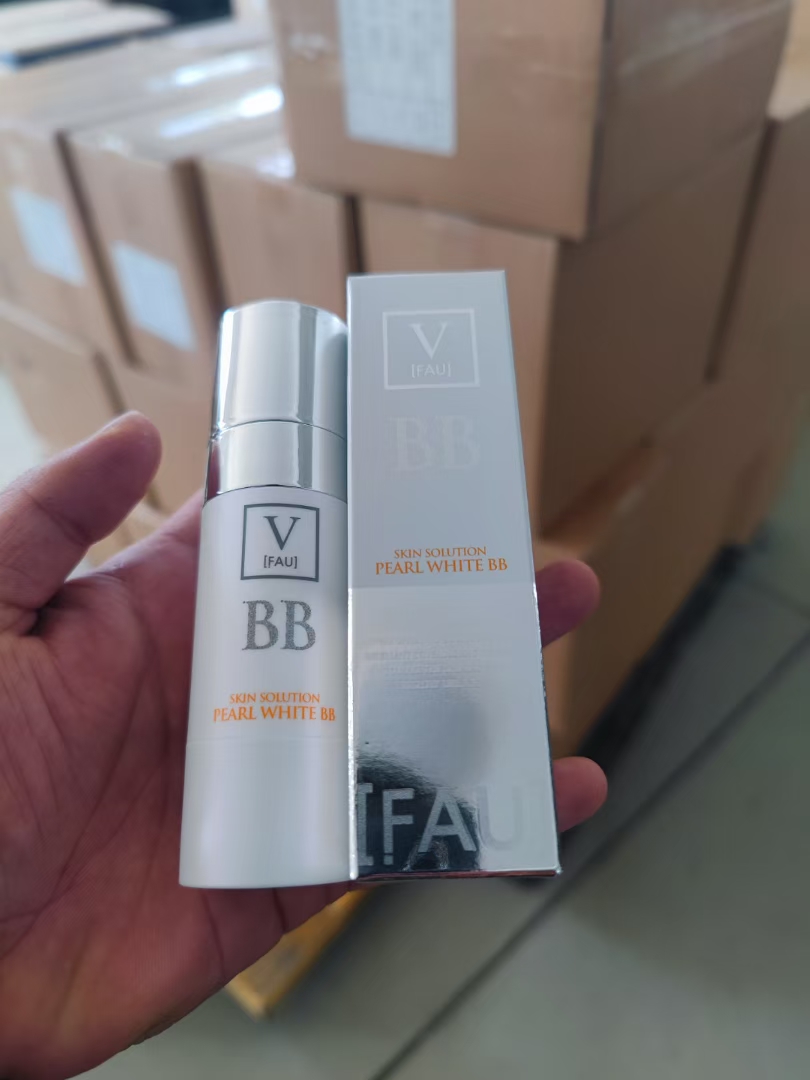 V
[FAU]
BB
SKIN SOLUTION
PEARL WHITE BB
V
[FAU]
BB
SKIN SOLUTION
PEARL WHITE BB
[FAU